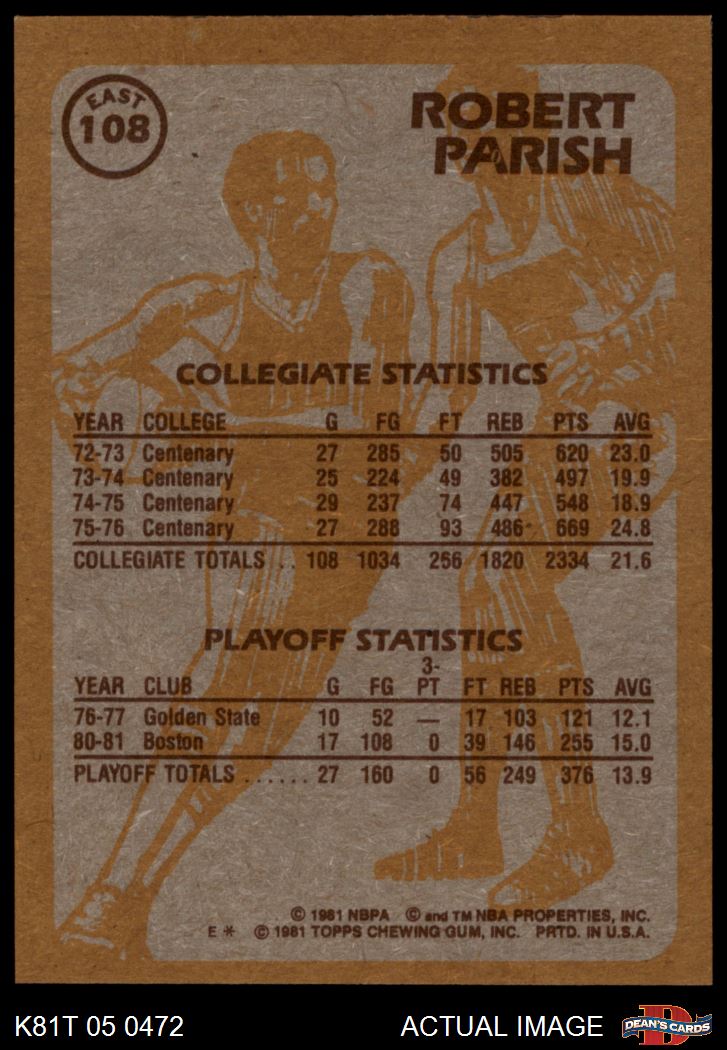 EAST
108
ROBERT
PARISH
COLLEGIATE STATISTICS
YEAR COLLEGE G FG FT REB PTS AVG
72-73 Centenary 27 285 50 505 620 23.0
73-74 Centenary 25 224 49 382 497 19.9
74-75 Centenary 29 237 74 447 548 18.9
75-76 Centenary 27 288 93 486 669 24.8
COLLEGIATE TOTALS .. 108 1034 256 1820 2334 21.6
PLAYOFF STATISTICS
3-
YEAR CLUB G FG PT FT REB PTS AVG
76-77 Golden State 10 52 — 17 103 121 12.1
80-81 Boston 17 108 0 39 146 255 15.0
PLAYOFF TOTALS ...... 27 160 0 56 249 376 13.9
© 1981 NBPA © and TM NBA PROPERTIES, INC.
E * © 1981 TOPPS CHEWING GUM, INC. PRTD. IN U.S.A.
K81T 05 0472 ACTUAL IMAGE D DEAN'S CARDS